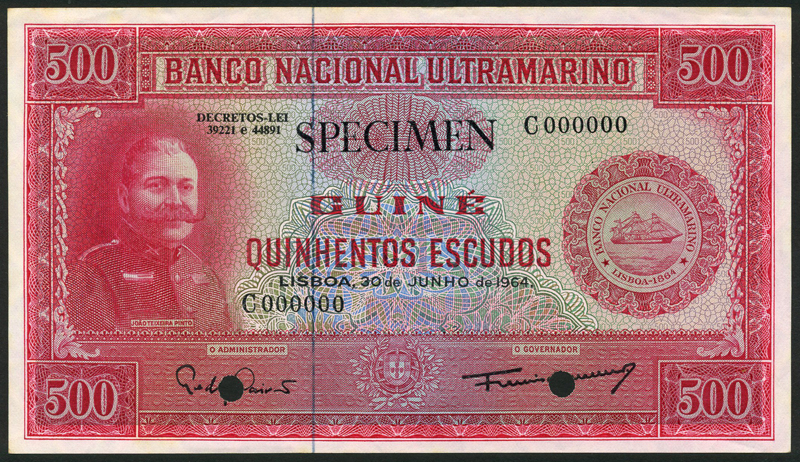 500
BANCO NACIONAL ULTRAMARINO
500
DECRETOS-LEI
39221 e 44891
SPECIMEN
C 000000
GUINÉ
QUINHENTOS ESCUDOS
LISBOA, 30 de JUNHO de 1964
C 000000
BANCO NACIONAL ULTRAMARINO
LISBOA-1864
JOÃO TEIXEIRA PINTO
O ADMINISTRADOR
O GOVERNADOR
500
500